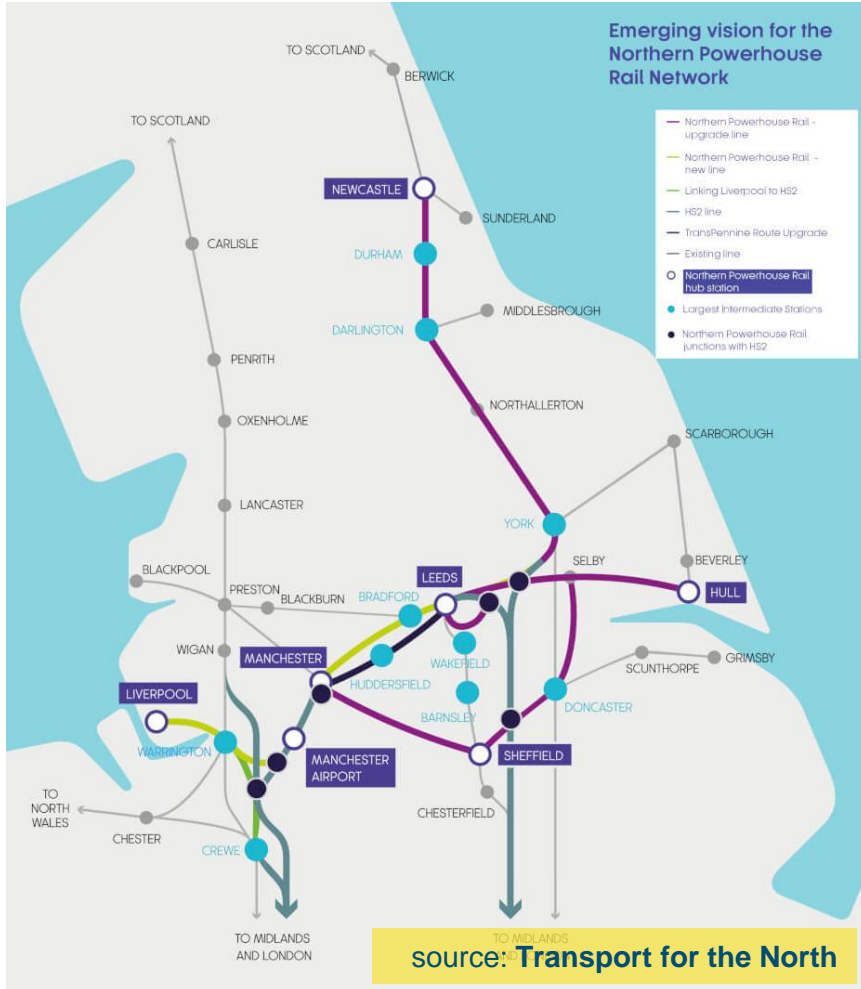 Emerging vision for the
Northern Powerhouse
Rail Network
Northern Powerhouse Rail -
upgrade line
Northern Powerhouse Rail -
new line
Linking Liverpool to HS2
HS2 line
TransPennine Route Upgrade
Existing line
Northern Powerhouse Rail
hub station
Largest Intermediate Stations
Northern Powerhouse Rail
junctions with HS2
TO SCOTLAND
BERWICK
TO SCOTLAND
NEWCASTLE
SUNDERLAND
CARLISLE
DURHAM
MIDDLESBROUGH
DARLINGTON
PENRITH
NORTHALLERTON
OXENHOLME
SCARBOROUGH
LANCASTER
YORK
BLACKPOOL
SELBY
BEVERLEY
LEEDS
PRESTON
BLACKBURN
BRADFORD
HULL
WIGAN
MANCHESTER
WAKEFIELD
GRIMSBY
SCUNTHORPE
HUDDERSFIELD
LIVERPOOL
BARNSLEY
DONCASTER
WARRINGTON
MANCHESTER
AIRPORT
SHEFFIELD
TO
NORTH
WALES
CHESTERFIELD
CHESTER
CREWE
TO MIDLANDS
AND LONDON
TO MIDLANDS
source: Transport for the North